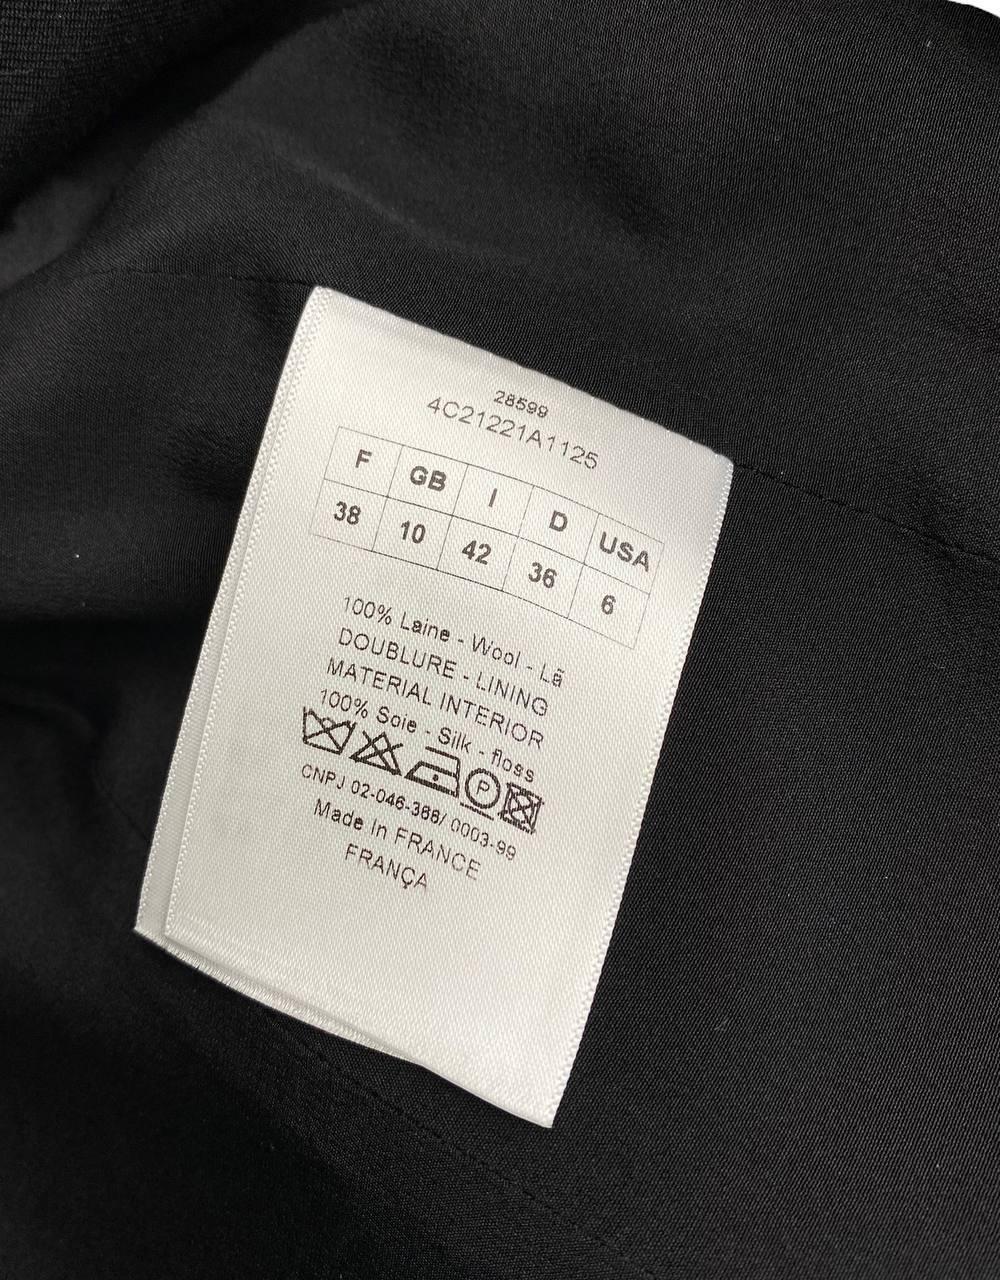 28599
4C21221A1125
F GB I D USA
38 10 42 36 6
100% Laine - Wool - Lã
DOUBLURE - LINING
MATERIAL INTERIOR
100% Soie - Silk - floss
P
CNPJ 02-046-366/ 0003-99
Made in FRANCE
FRANÇA